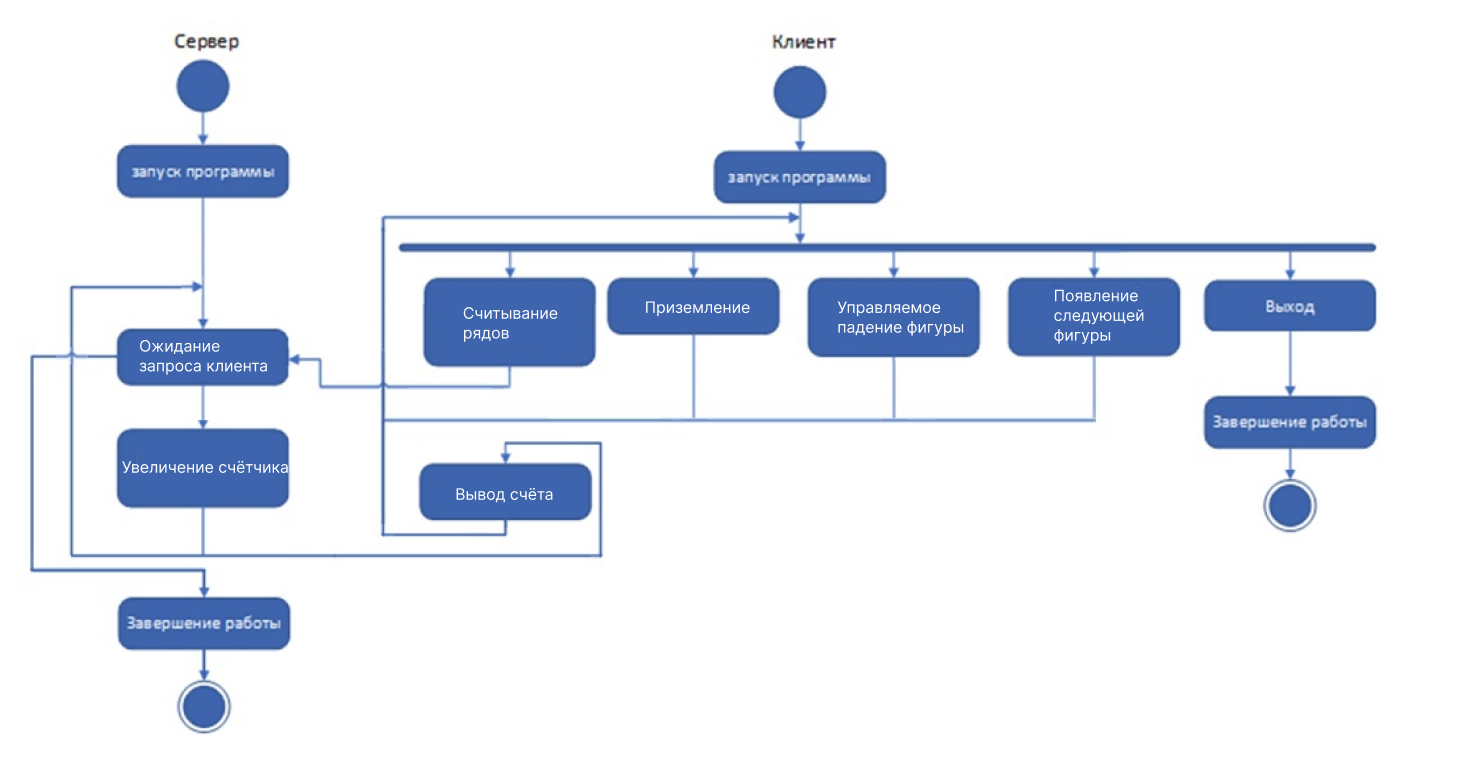 Сервер
Клиент
запуск программы
запуск программы
Считывание
рядов
Приземление
Управляемое
падение фигуры
Появление
следующей
фигуры
Выход
Ожидание
запроса клиента
Завершение работы
Увеличение счётчика
Вывод счёта
Завершение работы